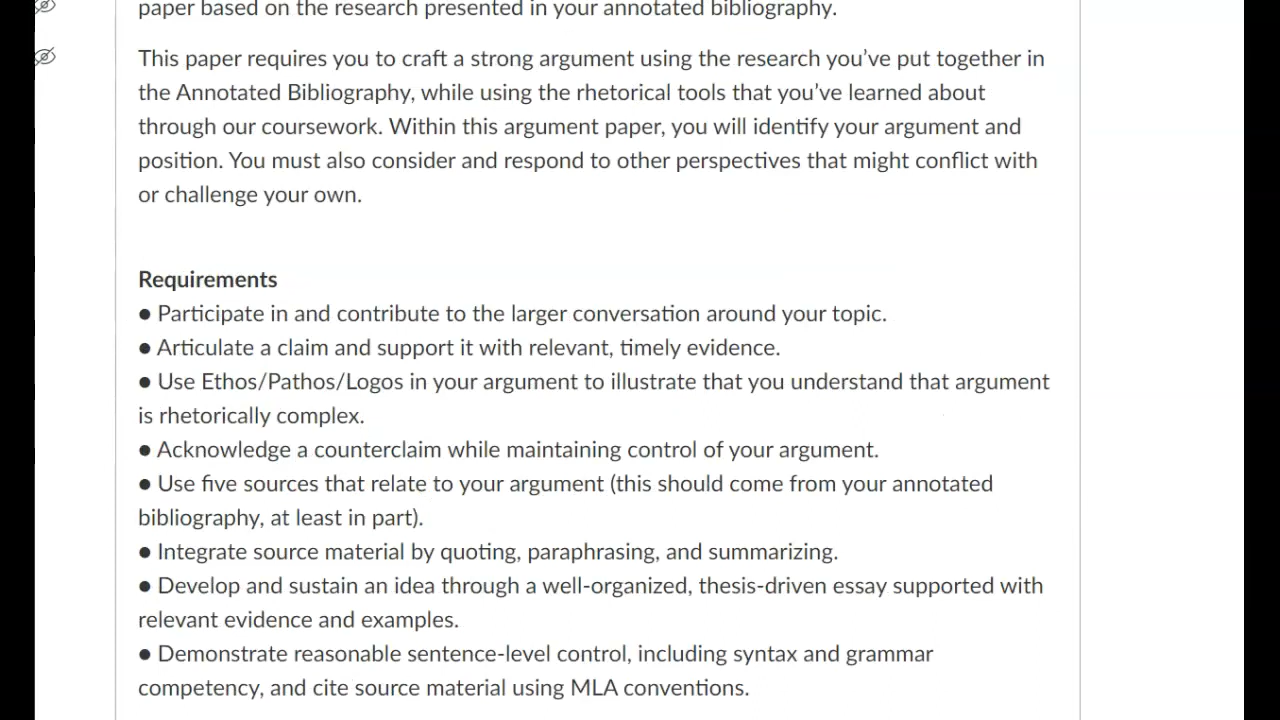 paper based on the research presented in your annotated bibliography.
This paper requires you to craft a strong argument using the research you’ve put together in
the Annotated Bibliography, while using the rhetorical tools that you’ve learned about
through our coursework. Within this argument paper, you will identify your argument and
position. You must also consider and respond to other perspectives that might conflict with
or challenge your own.
Requirements
● Participate in and contribute to the larger conversation around your topic.
● Articulate a claim and support it with relevant, timely evidence.
● Use Ethos/Pathos/Logos in your argument to illustrate that you understand that argument
is rhetorically complex.
● Acknowledge a counterclaim while maintaining control of your argument.
● Use five sources that relate to your argument (this should come from your annotated
bibliography, at least in part).
● Integrate source material by quoting, paraphrasing, and summarizing.
● Develop and sustain an idea through a well-organized, thesis-driven essay supported with
relevant evidence and examples.
● Demonstrate reasonable sentence-level control, including syntax and grammar
competency, and cite source material using MLA conventions.